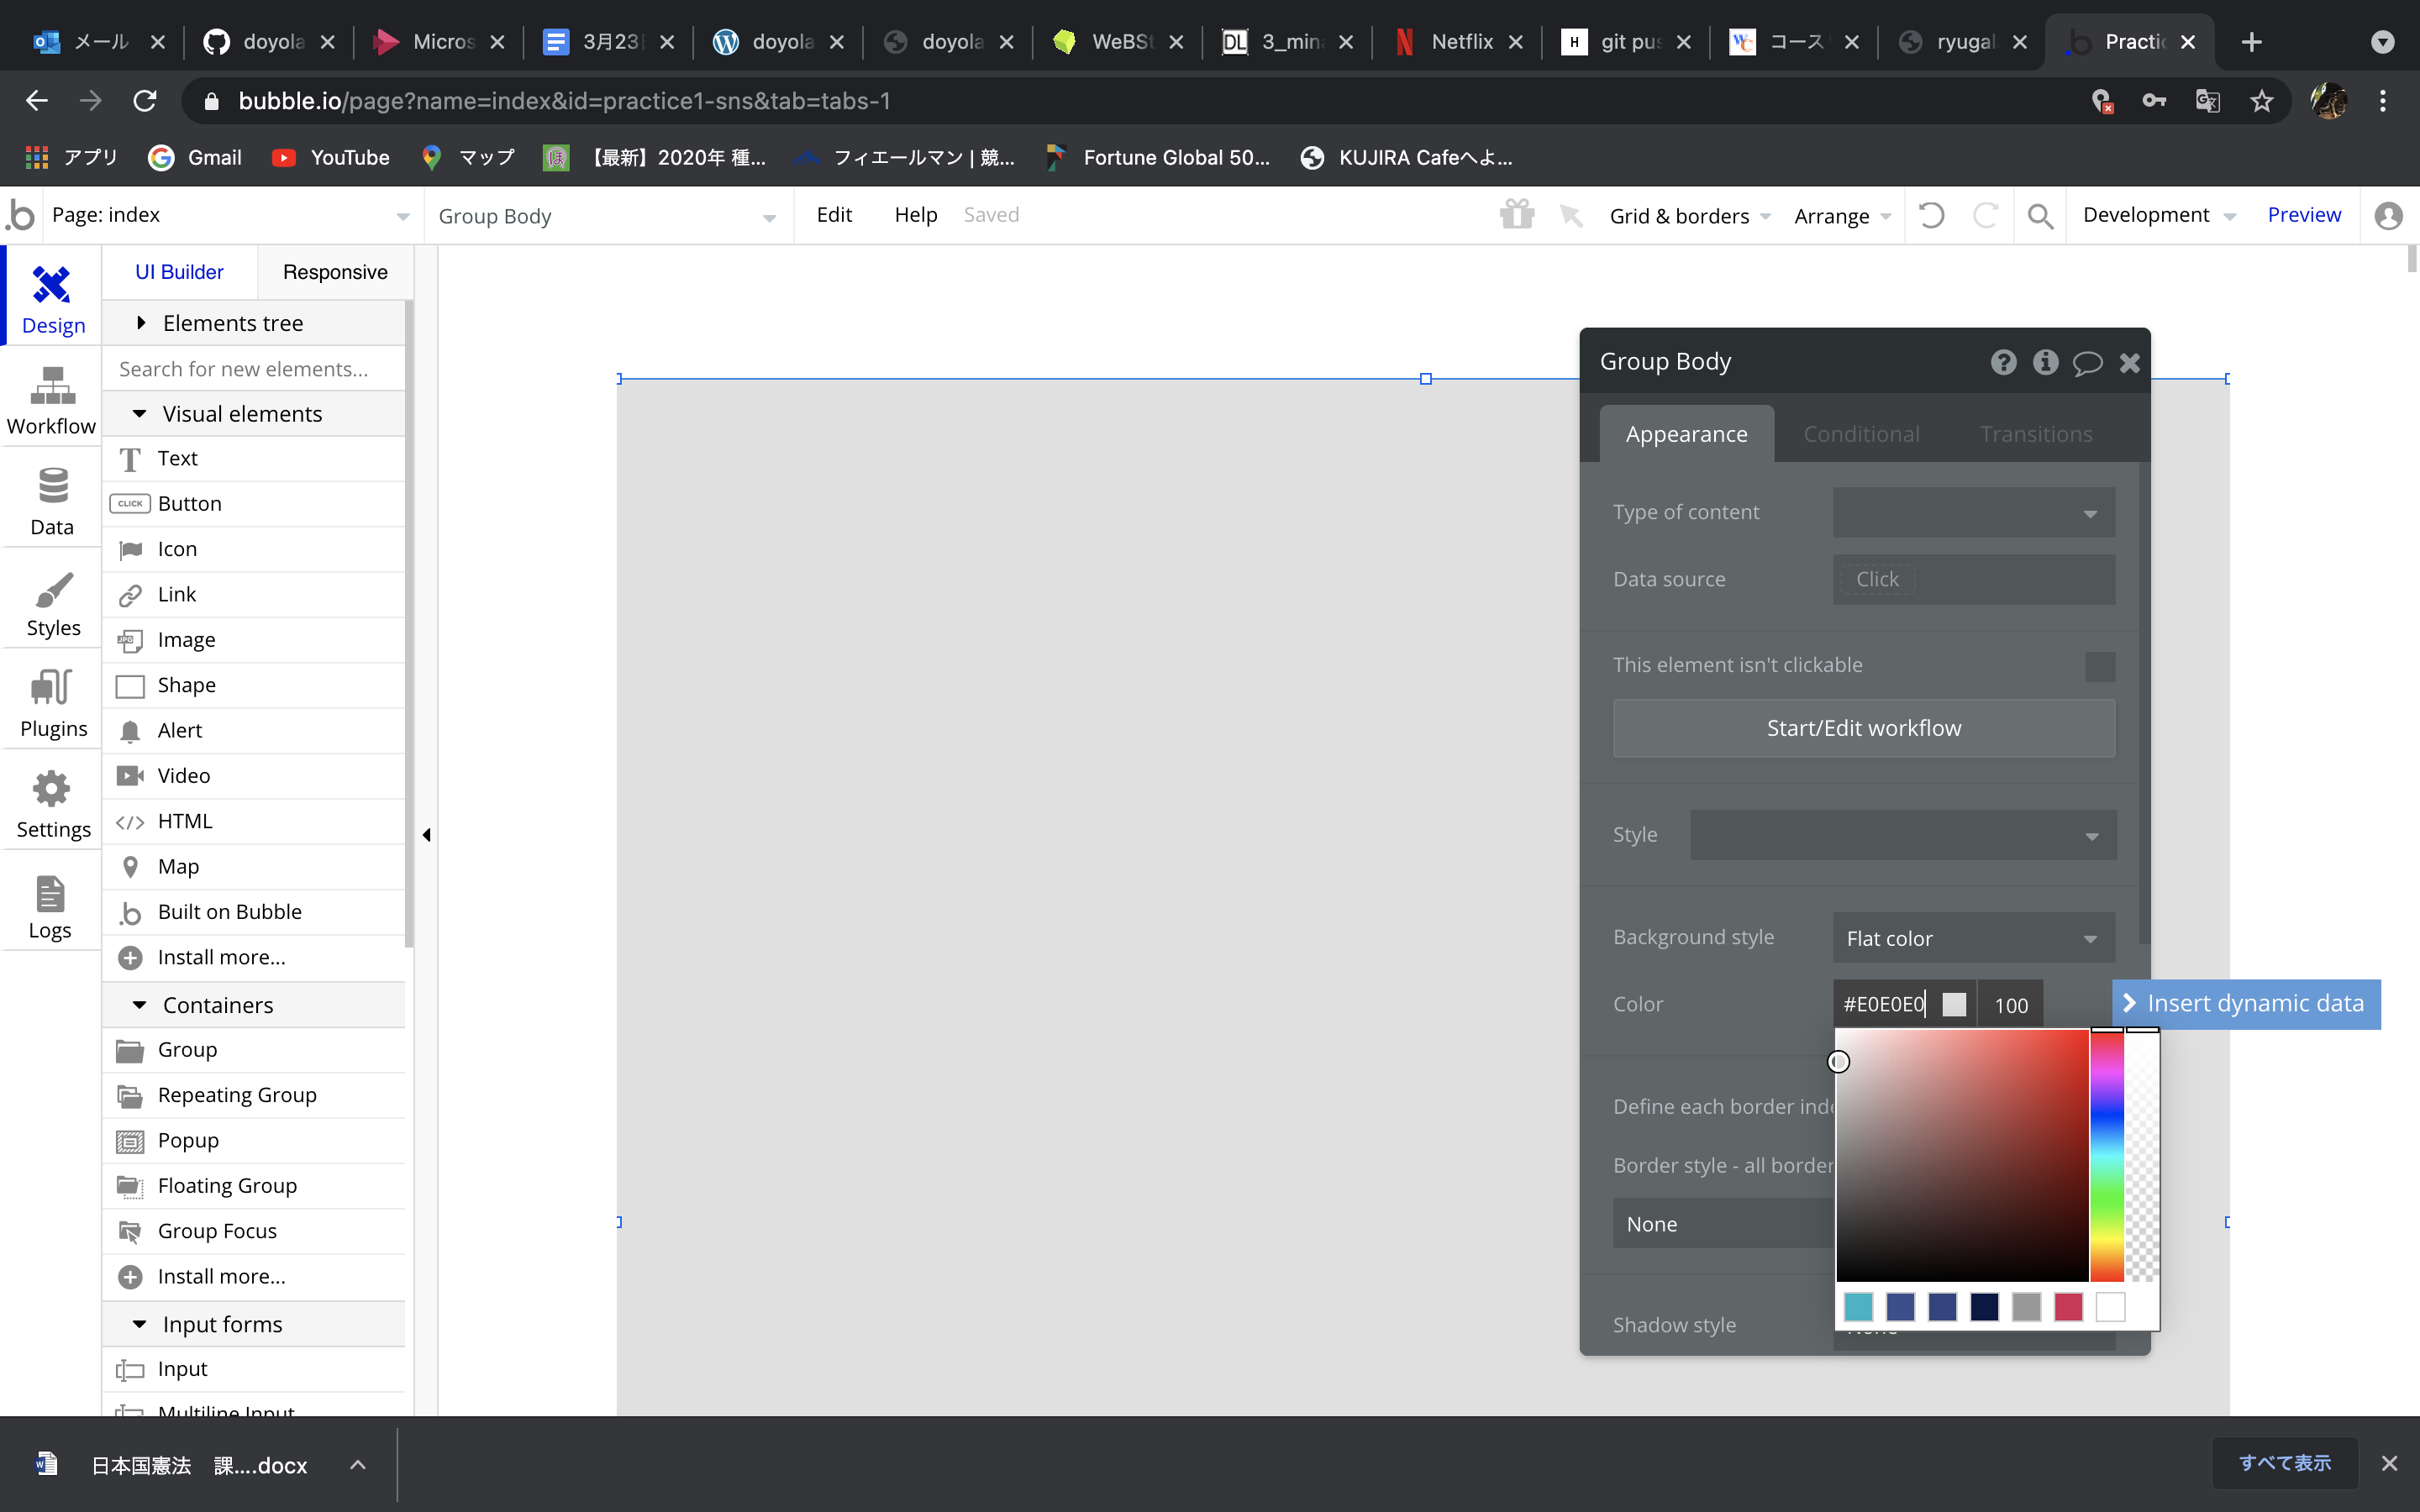 メール
doyola
Micros
3月23日
doyola
doyola
WeBSt
3_mina
Netflix
git pus
コース
ryugal
Practic
bubble.io/page?name=index&id=practice1-sns&tab=tabs-1
アプリ
Gmail
YouTube
マップ
【最新】2020年 種...
フィエールマン | 競...
Fortune Global 50...
KUJIRA Cafeへよ...
Page: index
Group Body
Edit
Help
Saved
Grid & borders
Arrange
Development
Preview
Design
Workflow
Data
Styles
Plugins
Settings
Logs
UI Builder
Responsive
Elements tree
Search for new elements...
Visual elements
Text
CLICK
Button
Icon
Link
Image
Shape
Alert
Video
HTML
Map
Built on Bubble
Install more...
Containers
Group
Repeating Group
Popup
Floating Group
Group Focus
Install more...
Input forms
Input
Multiline Input
Group Body
Appearance
Conditional
Transitions
Type of content
Data source
Click
This element isn't clickable
Start/Edit workflow
Style
Background style
Flat color
Color
#E0E0E0
100
Insert dynamic data
Define each border inde
Border style - all border
None
Shadow style
None
日本国憲法 課....docx
すべて表示